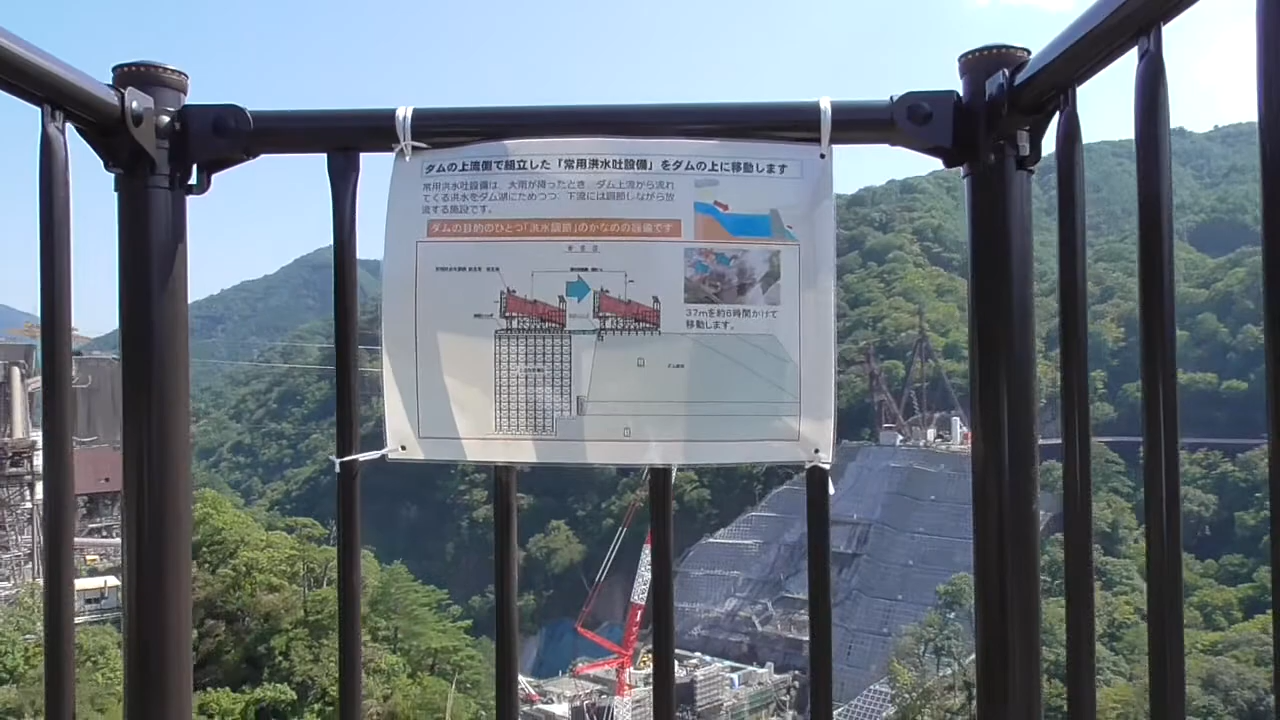 ダムの上流側で組立した「常用洪水吐設備」をダムの上に移動します
常用洪水吐設備は、大雨が降ったとき、ダム上流から流れ
てくる洪水をダム湖にためつつ、下流には調節しながら放
流する施設です。
ダムの目的のひとつ「洪水調節」のかなめの設備です
37mを約6時間かけて
移動します。